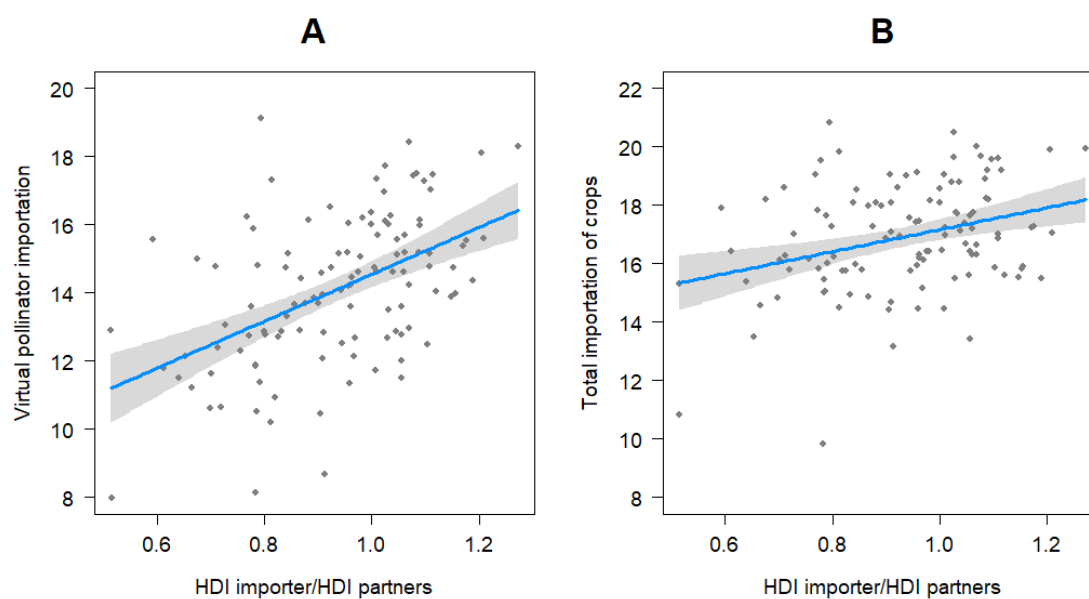 A
Virtual pollinator importation
20
18
16
14
12
10
8
0.6 0.8 1.0 1.2
HDI importer/HDI partners
B
Total importation of crops
22
20
18
16
14
12
10
8
0.6 0.8 1.0 1.2
HDI importer/HDI partners